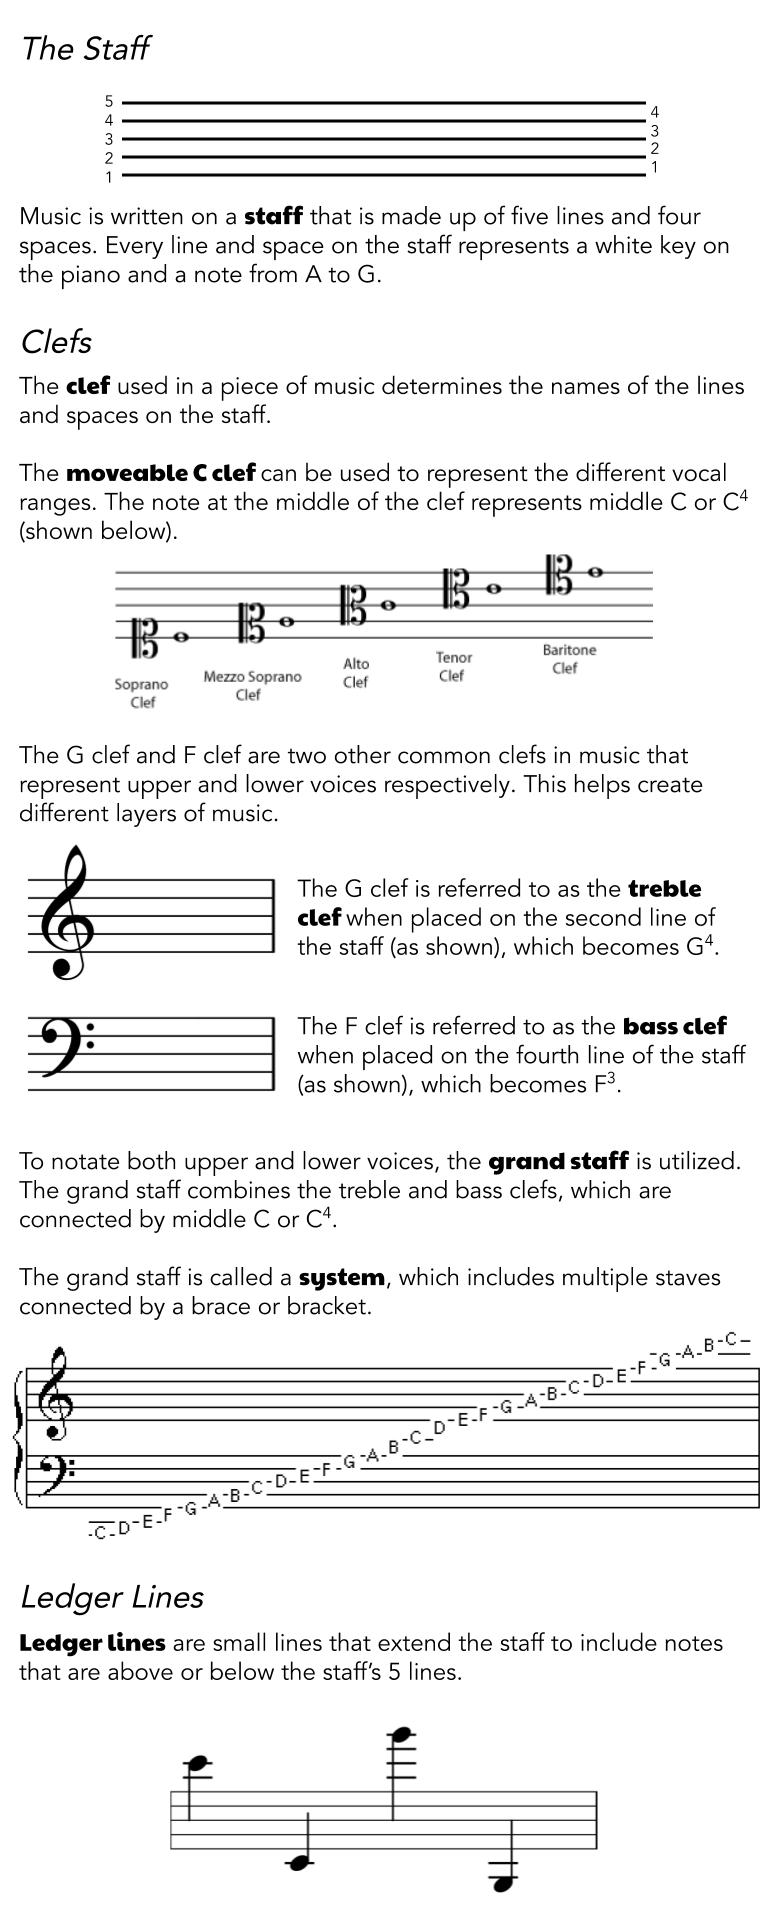 The Staff
5
4
3
2
1
4
3
2
1
Music is written on a staff that is made up of five lines and four
spaces. Every line and space on the staff represents a white key on
the piano and a note from A to G.
Clefs
The clef used in a piece of music determines the names of the lines
and spaces on the staff.
The moveable C clef can be used to represent the different vocal
ranges. The note at the middle of the clef represents middle C or C⁴
(shown below).
Soprano
Clef
Mezzo Soprano
Clef
Alto
Clef
Tenor
Clef
Baritone
Clef
The G clef and F clef are two other common clefs in music that
represent upper and lower voices respectively. This helps create
different layers of music.
The G clef is referred to as the treble
clef when placed on the second line of
the staff (as shown), which becomes G⁴.
The F clef is referred to as the bass clef
when placed on the fourth line of the staff
(as shown), which becomes F³.
To notate both upper and lower voices, the grand staff is utilized.
The grand staff combines the treble and bass clefs, which are
connected by middle C or C⁴.
The grand staff is called a system, which includes multiple staves
connected by a brace or bracket.
C D E F G A B C D E F G A B C D E F G A B C D E F G A B C
Ledger Lines
Ledger lines are small lines that extend the staff to include notes
that are above or below the staff's 5 lines.